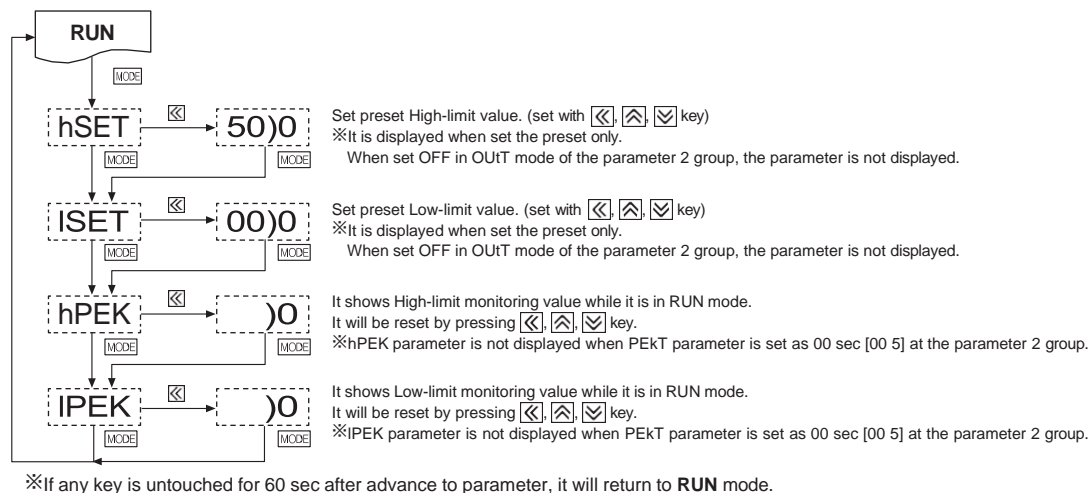 RUN
MODE
hSET
50)0
MODE
MODE
Set preset High-limit value. (set with , , key)
※It is displayed when set the preset only.
When set OFF in OUtT mode of the parameter 2 group, the parameter is not displayed.
lSET
00)0
MODE
MODE
Set preset Low-limit value. (set with , , key)
※It is displayed when set the preset only.
When set OFF in OUtT mode of the parameter 2 group, the parameter is not displayed.
hPEK
)0
MODE
MODE
It shows High-limit monitoring value while it is in RUN mode.
It will be reset by pressing , , key.
※hPEK parameter is not displayed when PEkT parameter is set as 00 sec [00 5] at the parameter 2 group.
lPEK
)0
MODE
MODE
It shows Low-limit monitoring value while it is in RUN mode.
It will be reset by pressing , , key.
※lPEK parameter is not displayed when PEkT parameter is set as 00 sec [00 5] at the parameter 2 group.
※If any key is untouched for 60 sec after advance to parameter, it will return to RUN mode.